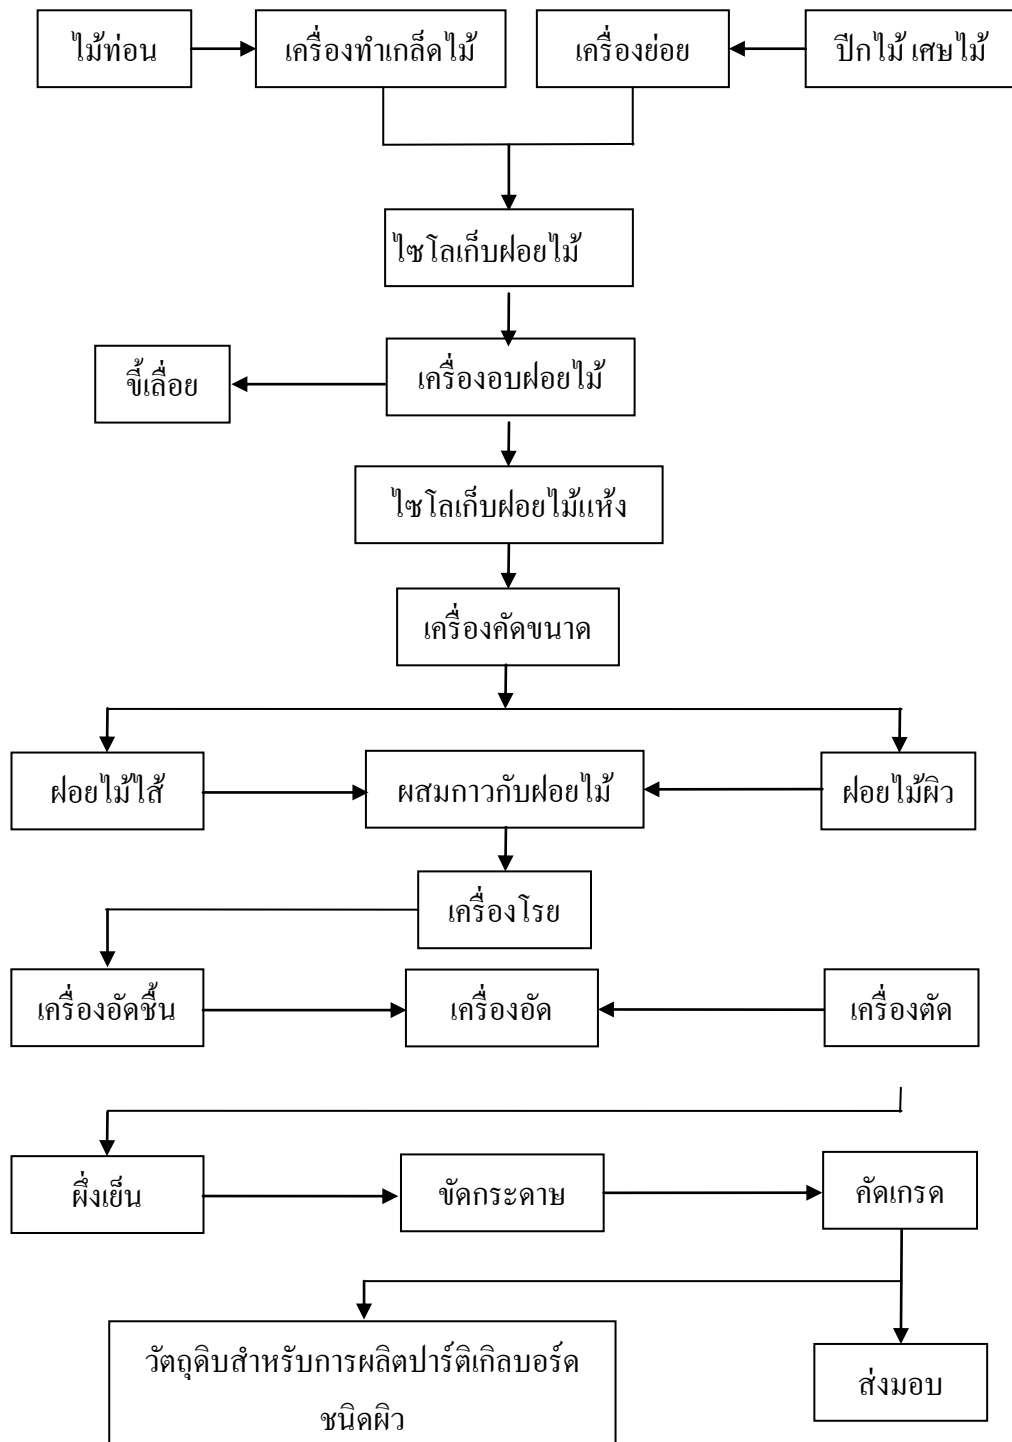 ไม้ท่อน
เครื่องทำเกล็ดไม้
เครื่องย่อย
ปีกไม้ เศษไม้
ไซโลเก็บฝอยไม้
เครื่องอบฝอยไม้
ขี้เลื่อย
ไซโลเก็บฝอยไม้แห้ง
เครื่องคัดขนาด
ฝอยไม้ไส้
ผสมกาวกับฝอยไม้
ฝอยไม้ผิว
เครื่องโรย
เครื่องอัดชื้น
เครื่องอัด
เครื่องตัด
ผึ่งเย็น
ขัดกระดาษ
คัดเกรด
วัตถุดิบสำหรับการผลิตปาร์ติเกิลบอร์ด
ชนิดผิว
ส่งมอบ